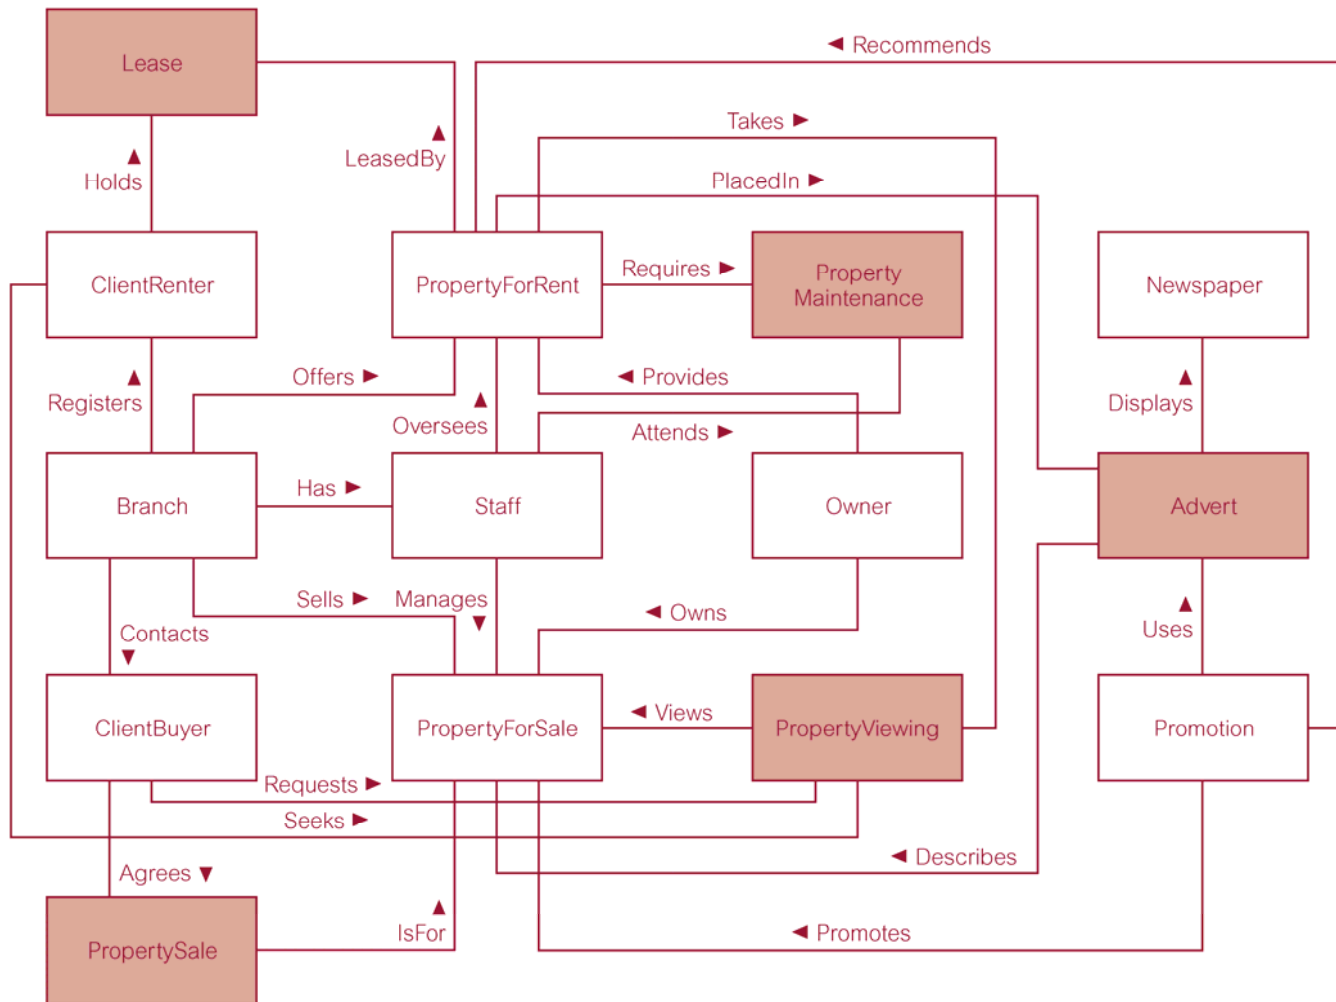 ◄ Recommends
Lease
Takes ►
▲
LeasedBy
▲
Holds
PlacedIn ►
ClientRenter
PropertyForRent
Requires ►
Property
Maintenance
Newspaper
Offers ►
◄ Provides
▲
Registers
▲
Oversees
▲
Displays
Attends ►
Branch
Has ►
Staff
Owner
Advert
Sells ►
Manages
▼
◄ Owns
▲
Uses
Contacts
▼
ClientBuyer
PropertyForSale
◄ Views
PropertyViewing
Promotion
Requests ►
Seeks ►
◄ Describes
Agrees ▼
▲
IsFor
◄ Promotes
PropertySale